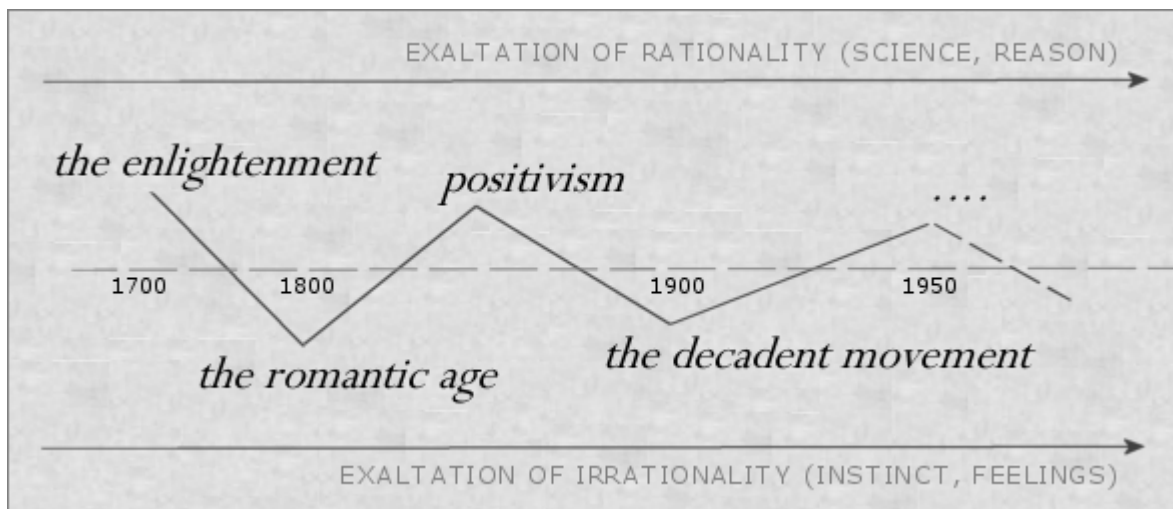 EXALTATION OF RATIONALITY (SCIENCE, REASON)
the enlightenment
positivism
....
1700
1800
1900
1950
the romantic age
the decadent movement
EXALTATION OF IRRATIONALITY (INSTINCT, FEELINGS)